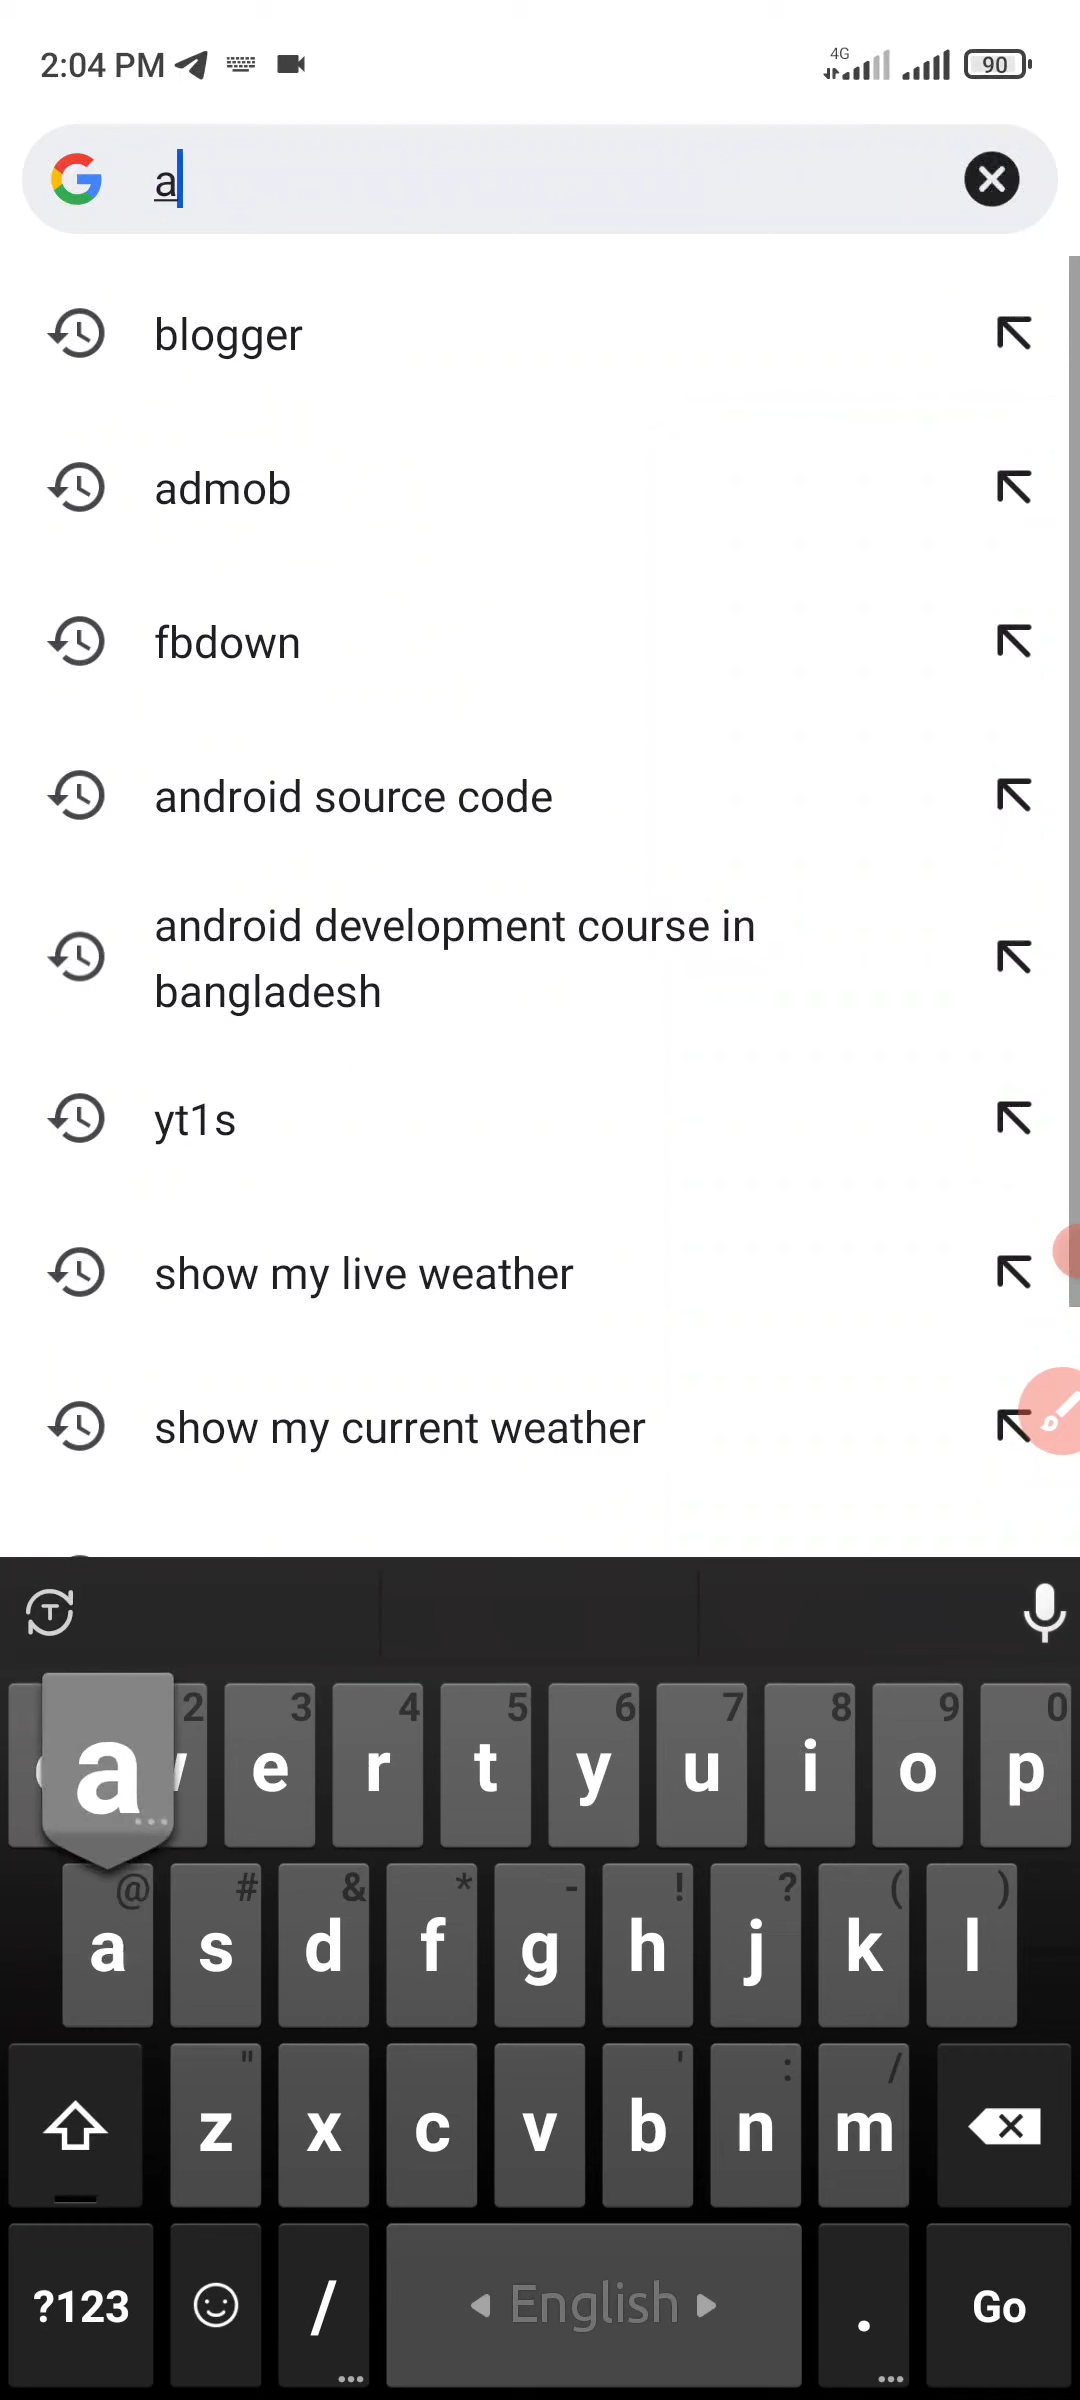 2:04 PM
4G
90
a
blogger
admob
fbdown
android source code
android development course in
bangladesh
yt1s
show my live weather
show my current weather
a
2 3 4 5 6 7 8 9 0
e r t y u i o p
@ # & * - ! ? ( )
a s d f g h j k l
" ' : /
z x c v b n m
?123 / English . Go